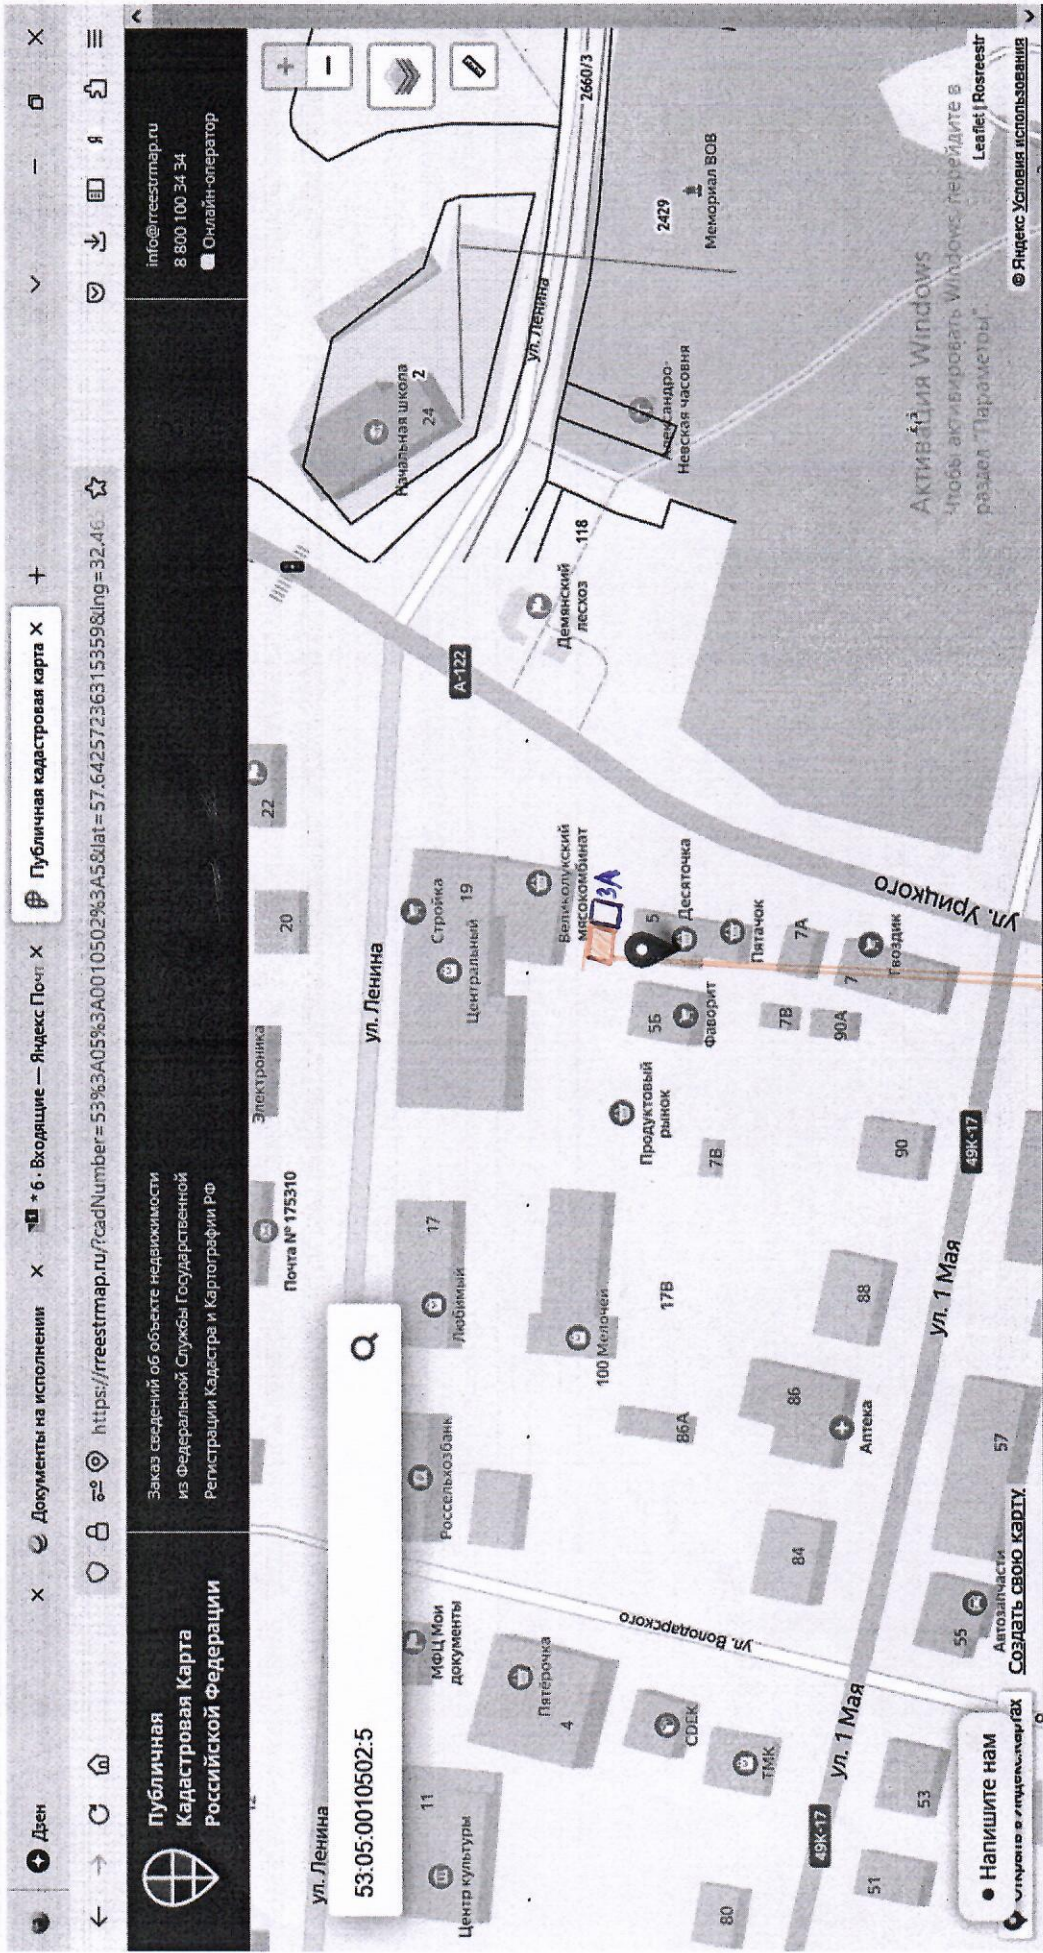 Дзен
Документы на исполнении
* 6 · Входящие — Яндекс Почт
Публичная кадастровая карта
https://rreestrmap.ru/?cadNumber=53%3A05%3A0010502%3A5&lat=57.64257236315359&lng=32.46
Публичная
Кадастровая Карта
Российской Федерации
Заказ сведений об объекте недвижимости
из Федеральной Службы Государственной
Регистрации Кадастра и Картографии РФ
info@rreestrmap.ru
8 800 100 34 34
Онлайн-оператор
53:05:0010502:5
ул. Ленина
12
Почта № 175310
Электроника
20
22
ул. Ленина
Начальная школа
24
2
ул. Ленина
2660/3
2429
Мемориал ВОВ
Александро-
Невская часовня
118
Демянский
лесхоз
А-122
Центр культуры
11
МФЦ Мои
документы
Россельхозбанк
Любимый
17
Центральный
19
Стройка
Великолукский
мясокомбинат
3А
5
Десяточка
Пятачок
7А
7
Гвоздик
ул. Урицкого
5Б
Фаворит
7В
90А
Продуктовый
рынок
7В
90
100 Мелочей
17В
88
86А
86
Аптека
84
Пятёрочка
4
CDEK
ТМК
ул. Володарского
ул. 1 Мая
ул. 1 Мая
49К-17
49К-17
80
51
53
55
Автозапчасти
57
Напишите нам
Создать свою карту
Активация Windows
Чтобы активировать Windows, перейдите в
раздел "Параметры".
Leaflet | Rosreestr
© Яндекс Условия использования